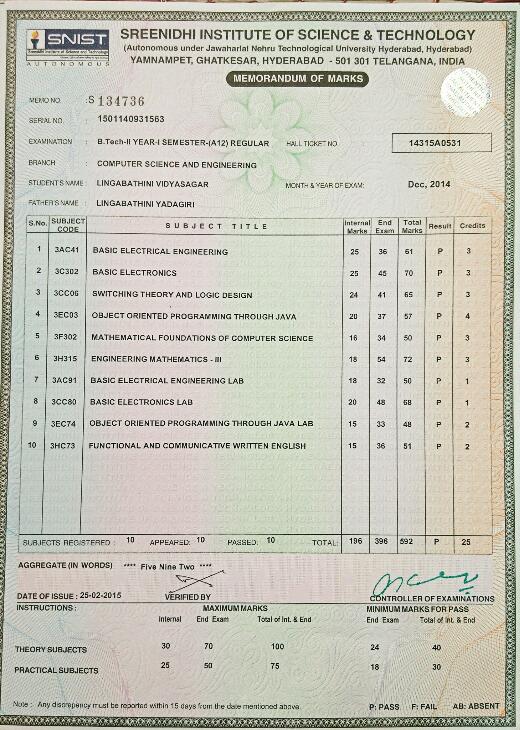 SNIST
Sreenidhi Institute of Science and Technology
AUTONOMOUS
SREENIDHI INSTITUTE OF SCIENCE & TECHNOLOGY
(Autonomous under Jawaharlal Nehru Technological University Hyderabad, Hyderabad)
YAMNAMPET, GHATKESAR, HYDERABAD - 501 301 TELANGANA, INDIA
MEMORANDUM OF MARKS
MEMO NO. : S 134736
SERIAL NO. : 1501140931563
EXAMINATION : B.Tech-II YEAR-I SEMESTER-(A12) REGULAR HALL TICKET NO. 14315A0531
BRANCH : COMPUTER SCIENCE AND ENGINEERING
STUDENT'S NAME : LINGABATHINI VIDYASAGAR MONTH & YEAR OF EXAM: Dec, 2014
FATHER'S NAME : LINGABATHINI YADAGIRI
S.No. SUBJECT CODE SUBJECT TITLE Internal Marks End Exam Total Marks Result Credits
1 3AC41 BASIC ELECTRICAL ENGINEERING 25 36 61 P 3
2 3C302 BASIC ELECTRONICS 25 45 70 P 3
3 3CC06 SWITCHING THEORY AND LOGIC DESIGN 24 41 65 P 3
4 3EC03 OBJECT ORIENTED PROGRAMMING THROUGH JAVA 20 37 57 P 4
5 3F302 MATHEMATICAL FOUNDATIONS OF COMPUTER SCIENCE 16 34 50 P 3
6 3H315 ENGINEERING MATHEMATICS - III 18 54 72 P 3
7 3AC91 BASIC ELECTRICAL ENGINEERING LAB 18 32 50 P 1
8 3CC80 BASIC ELECTRONICS LAB 20 48 68 P 1
9 3EC74 OBJECT ORIENTED PROGRAMMING THROUGH JAVA LAB 15 33 48 P 2
10 3HC73 FUNCTIONAL AND COMMUNICATIVE WRITTEN ENGLISH 15 36 51 P 2
SUBJECTS REGISTERED : 10 APPEARED: 10 PASSED: 10 TOTAL: 196 396 592 P 25
AGGREGATE (IN WORDS) **** Five Nine Two ****
DATE OF ISSUE : 25-02-2015 VERIFIED BY CONTROLLER OF EXAMINATIONS
INSTRUCTIONS : MAXIMUM MARKS MINIMUM MARKS FOR PASS
Internal End Exam Total of Int. & End End Exam Total of Int. & End
THEORY SUBJECTS 30 70 100 24 40
PRACTICAL SUBJECTS 25 50 75 18 30
Note : Any discrepancy must be reported within 15 days from the date mentioned above. P: PASS F: FAIL AB: ABSENT